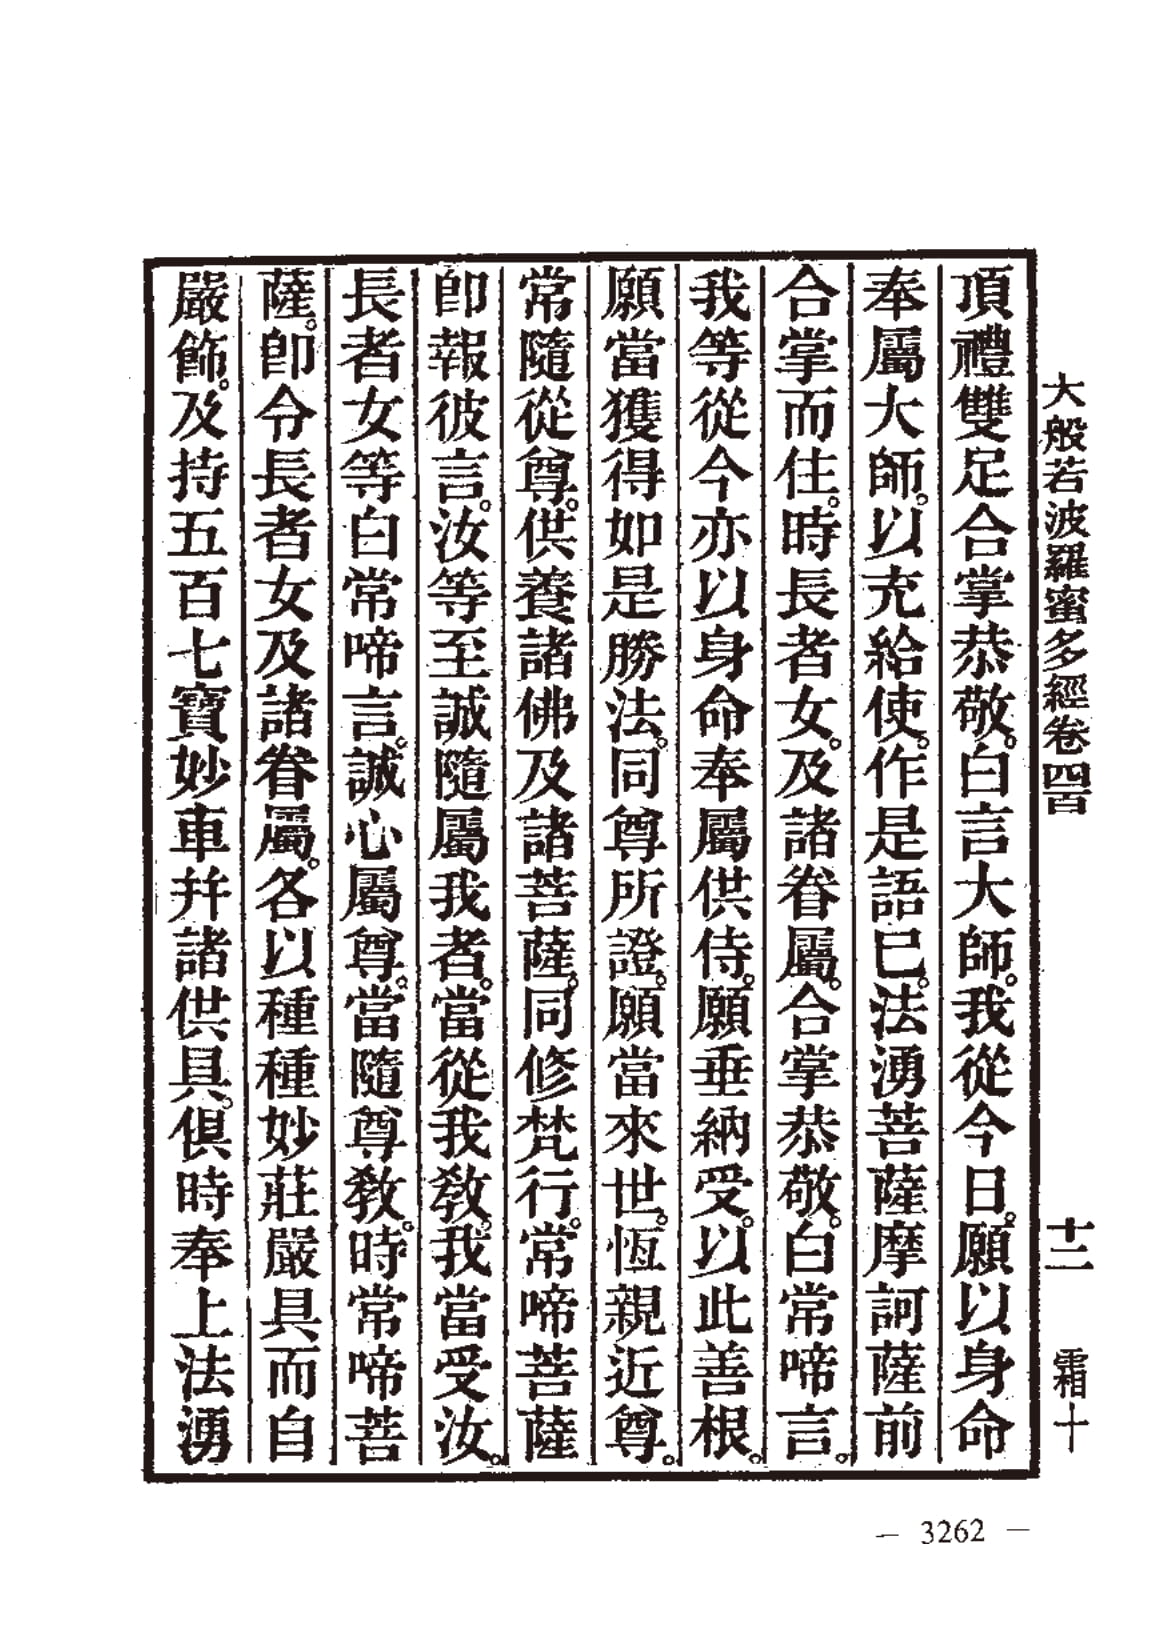 大般若波羅蜜多經卷四百 十二 霜十
頂禮雙足合掌恭敬。白言大師。我從今日。願以身命
奉屬大師。以充給使。作是語已。法湧菩薩摩訶薩前
合掌而住。時長者女。及諸眷屬。合掌恭敬。白常啼言。
我等從今亦以身命奉屬供侍。願垂納受。以此善根。
願當獲得如是勝法。同尊所證。願當來世。恆親近尊。
常隨從尊。供養諸佛及諸菩薩。同修梵行。常啼菩薩
卽報彼言。汝等至誠隨屬我者。當從我敎。我當受汝。
長者女等白常啼言。誠心屬尊。當隨尊敎。時常啼菩
薩。卽令長者女及諸眷屬。各以種種妙莊嚴具而自
嚴飾。及持五百七寶妙車幷諸供具。俱時奉上法湧
— 3262 —